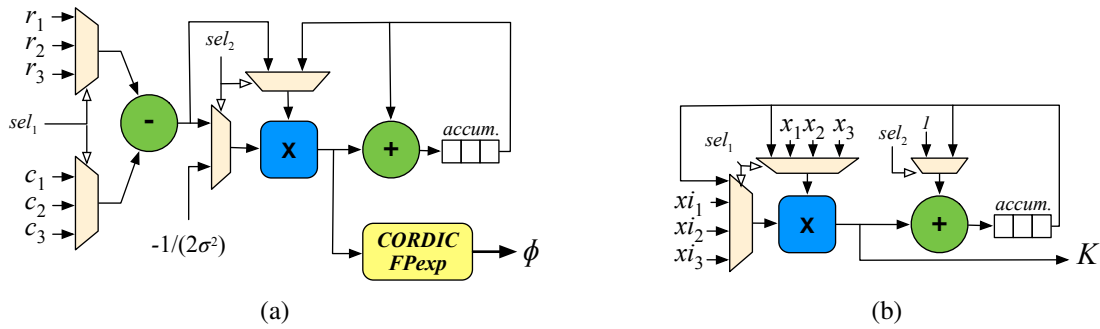 r₁
r₂
r₃
sel₁
c₁
c₂
c₃
-
sel₂
-1/(2σ²)
X
+
accum.
CORDIC
FPexp
ϕ
(a)
sel₁
x₁ x₂ x₃
sel₂
1
xi₁
xi₂
xi₃
X
+
accum.
K
(b)